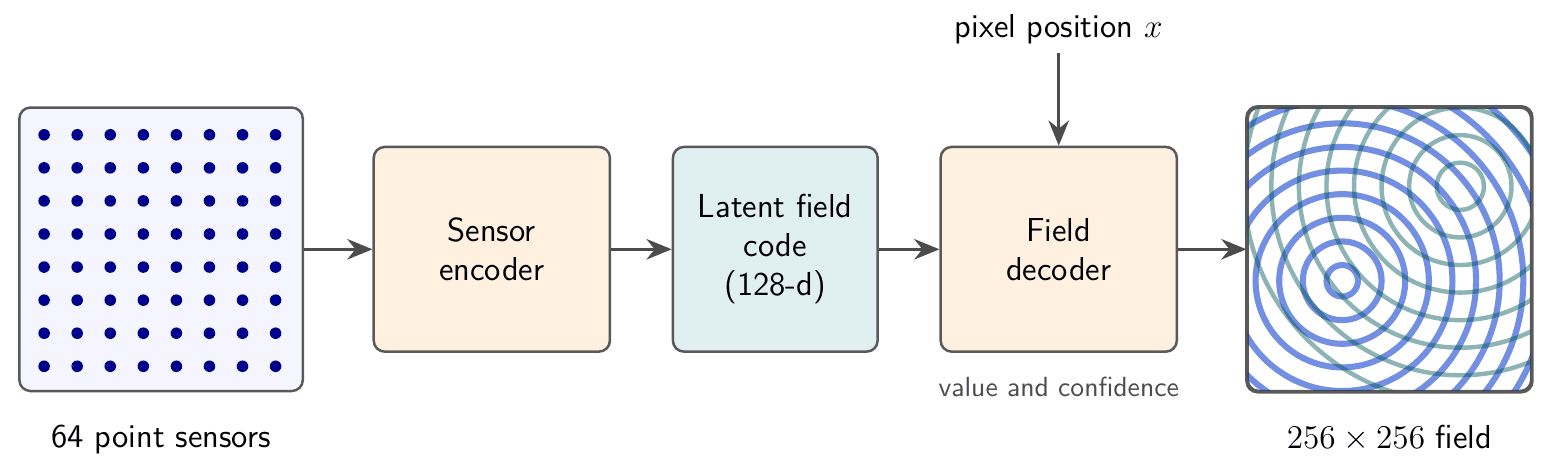 pixel position x
64 point sensors
Sensor
encoder
Latent field
code
(128-d)
Field
decoder
value and confidence
256 × 256 field